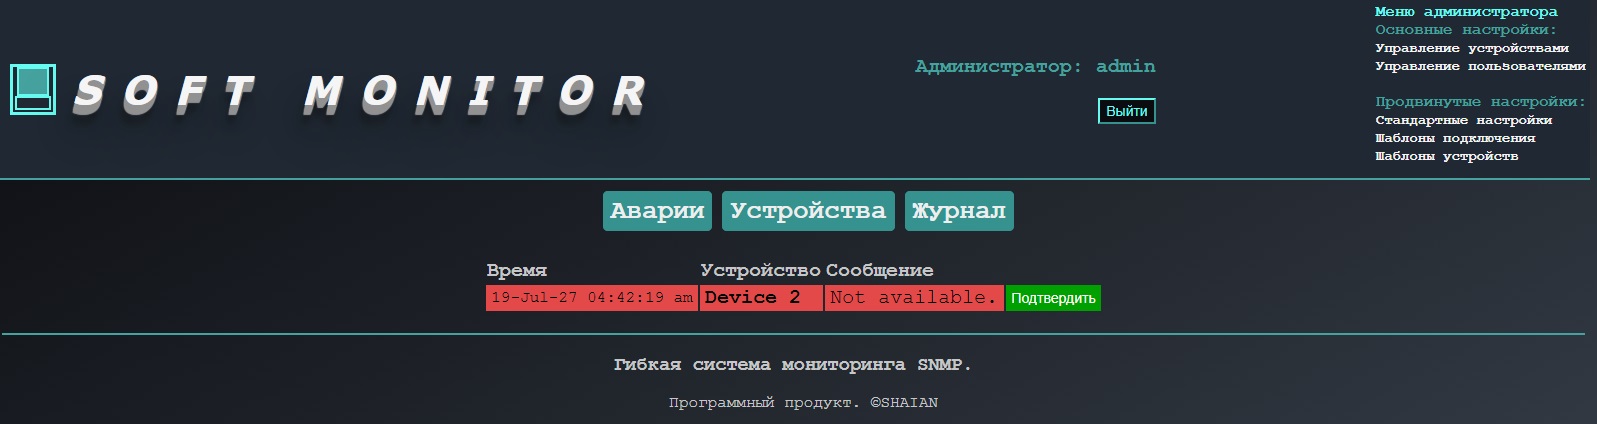 SOFT MONITOR
Администратор: admin
Выйти
Меню администратора
Основные настройки:
Управление устройствами
Управление пользователями
Продвинутые настройки:
Стандартные настройки
Шаблоны подключения
Шаблоны устройств
Аварии Устройства Журнал
Время Устройство Сообщение
19-Jul-27 04:42:19 am Device 2 Not available. Подтвердить
Гибкая система мониторинга SNMP.
Программный продукт. ©SHAIAN